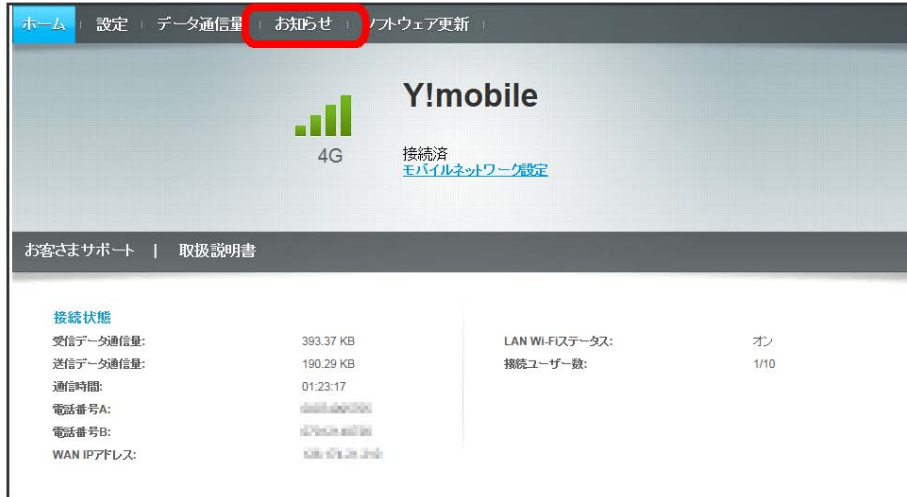 ホーム 設定 データ通信量 お知らせ ソフトウェア更新
Y!mobile
4G 接続済
モバイルネットワーク設定
お客さまサポート | 取扱説明書
接続状態
受信データ通信量: 393.37 KB LAN Wi-Fiステータス: オン
送信データ通信量: 190.29 KB 接続ユーザー数: 1/10
通信時間: 01:23:17
電話番号A:
電話番号B:
WAN IPアドレス: